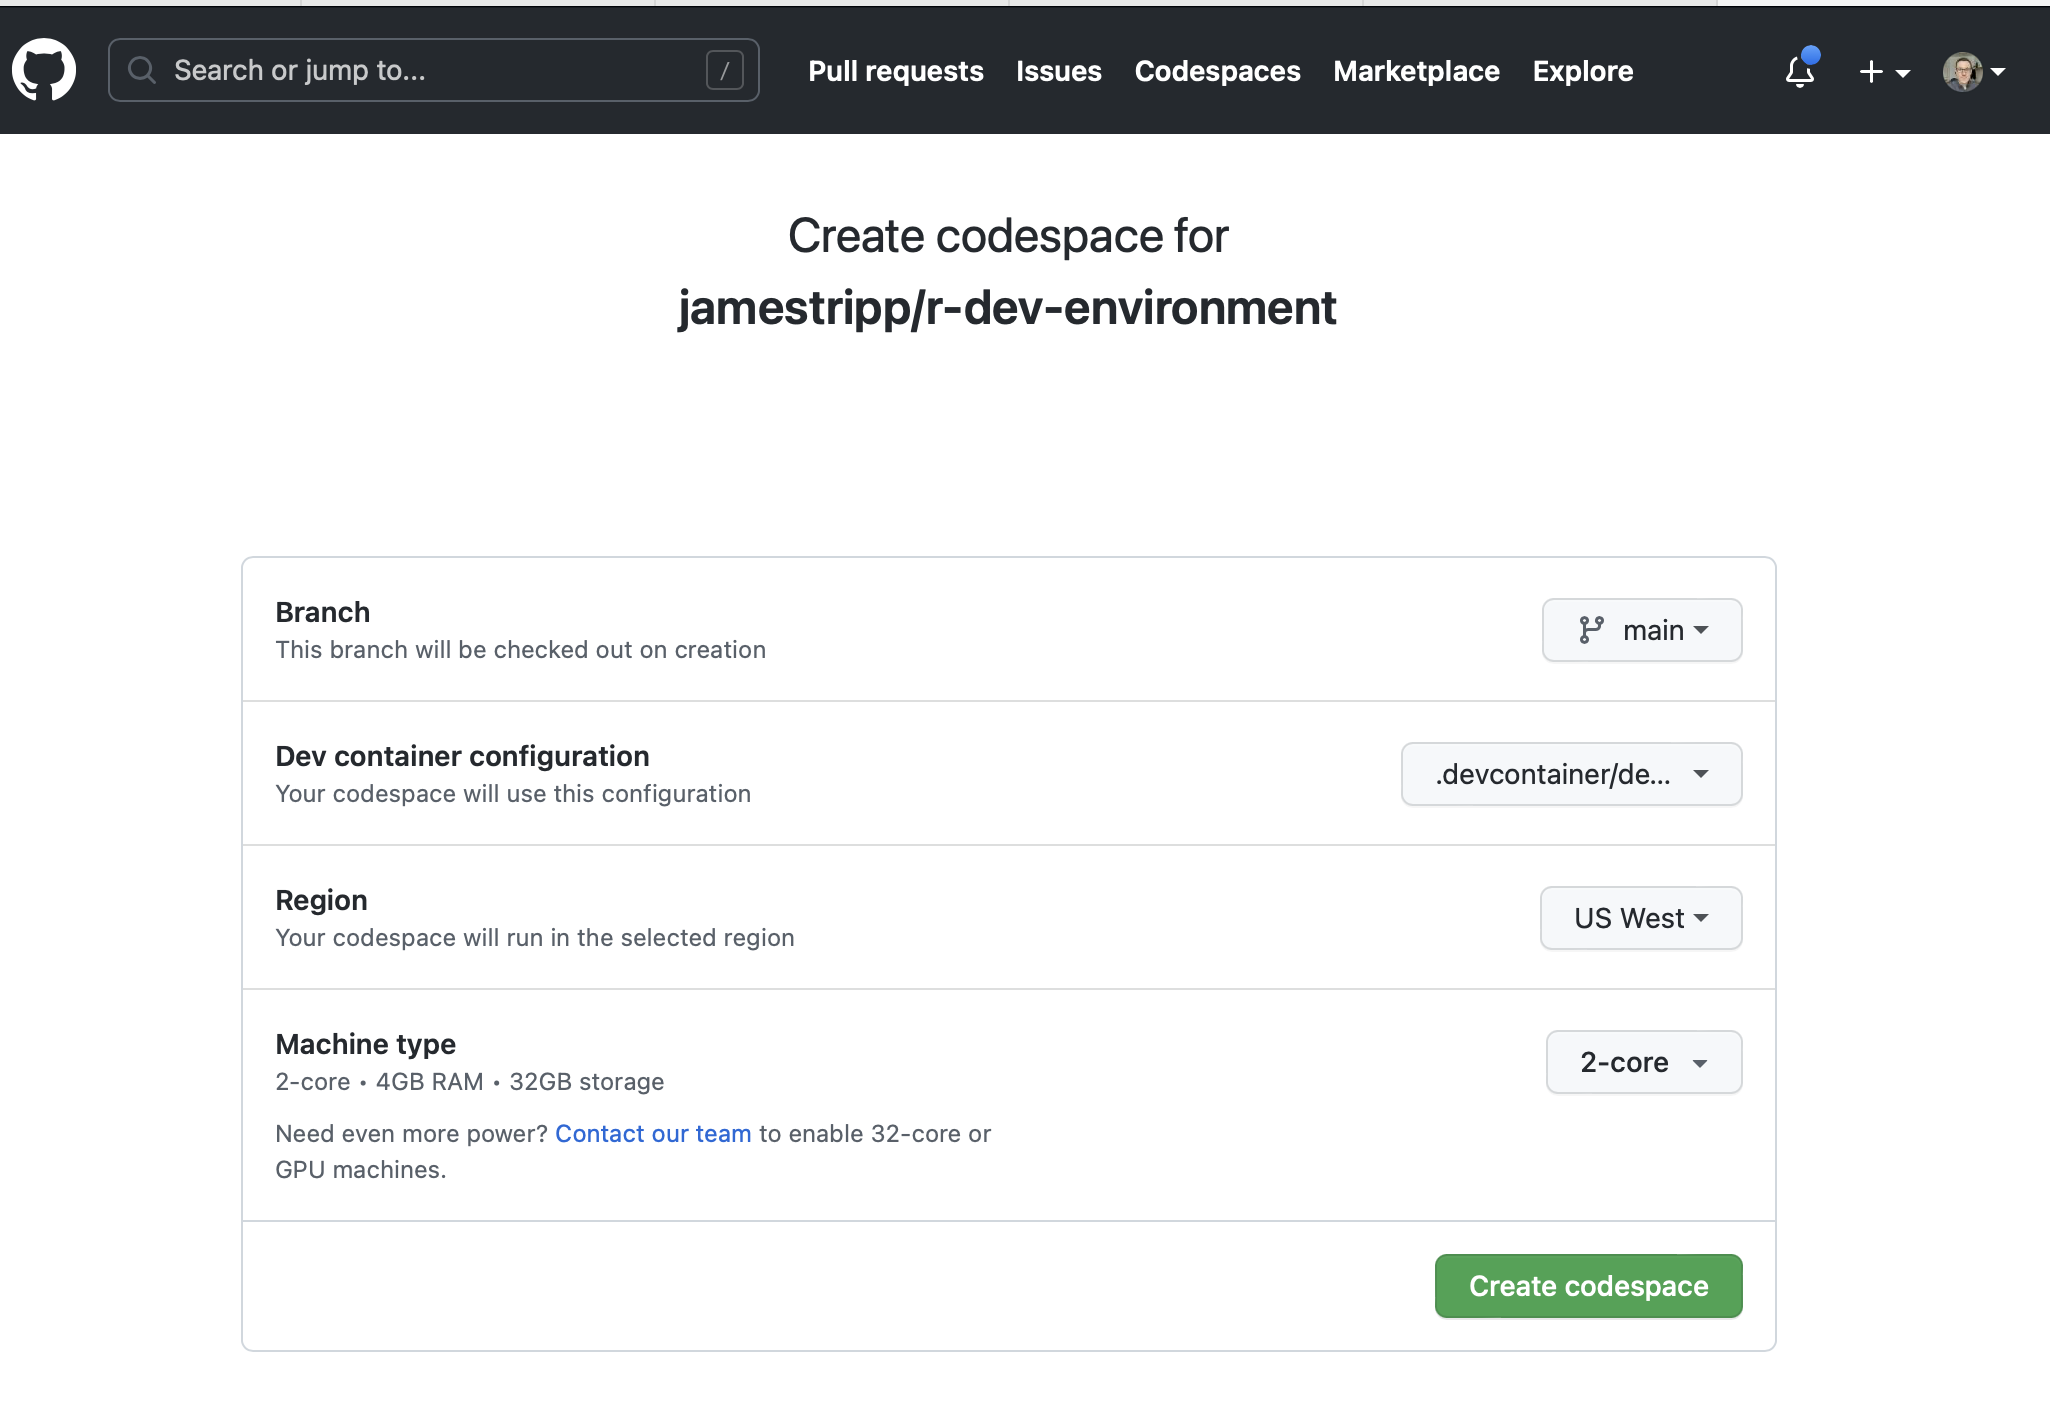 Search or jump to...
/
Pull requests
Issues
Codespaces
Marketplace
Explore
Create codespace for
jamestripp/r-dev-environment
Branch
This branch will be checked out on creation
main
Dev container configuration
Your codespace will use this configuration
.devcontainer/de...
Region
Your codespace will run in the selected region
US West
Machine type
2-core • 4GB RAM • 32GB storage
2-core
Need even more power? Contact our team to enable 32-core or
GPU machines.
Create codespace